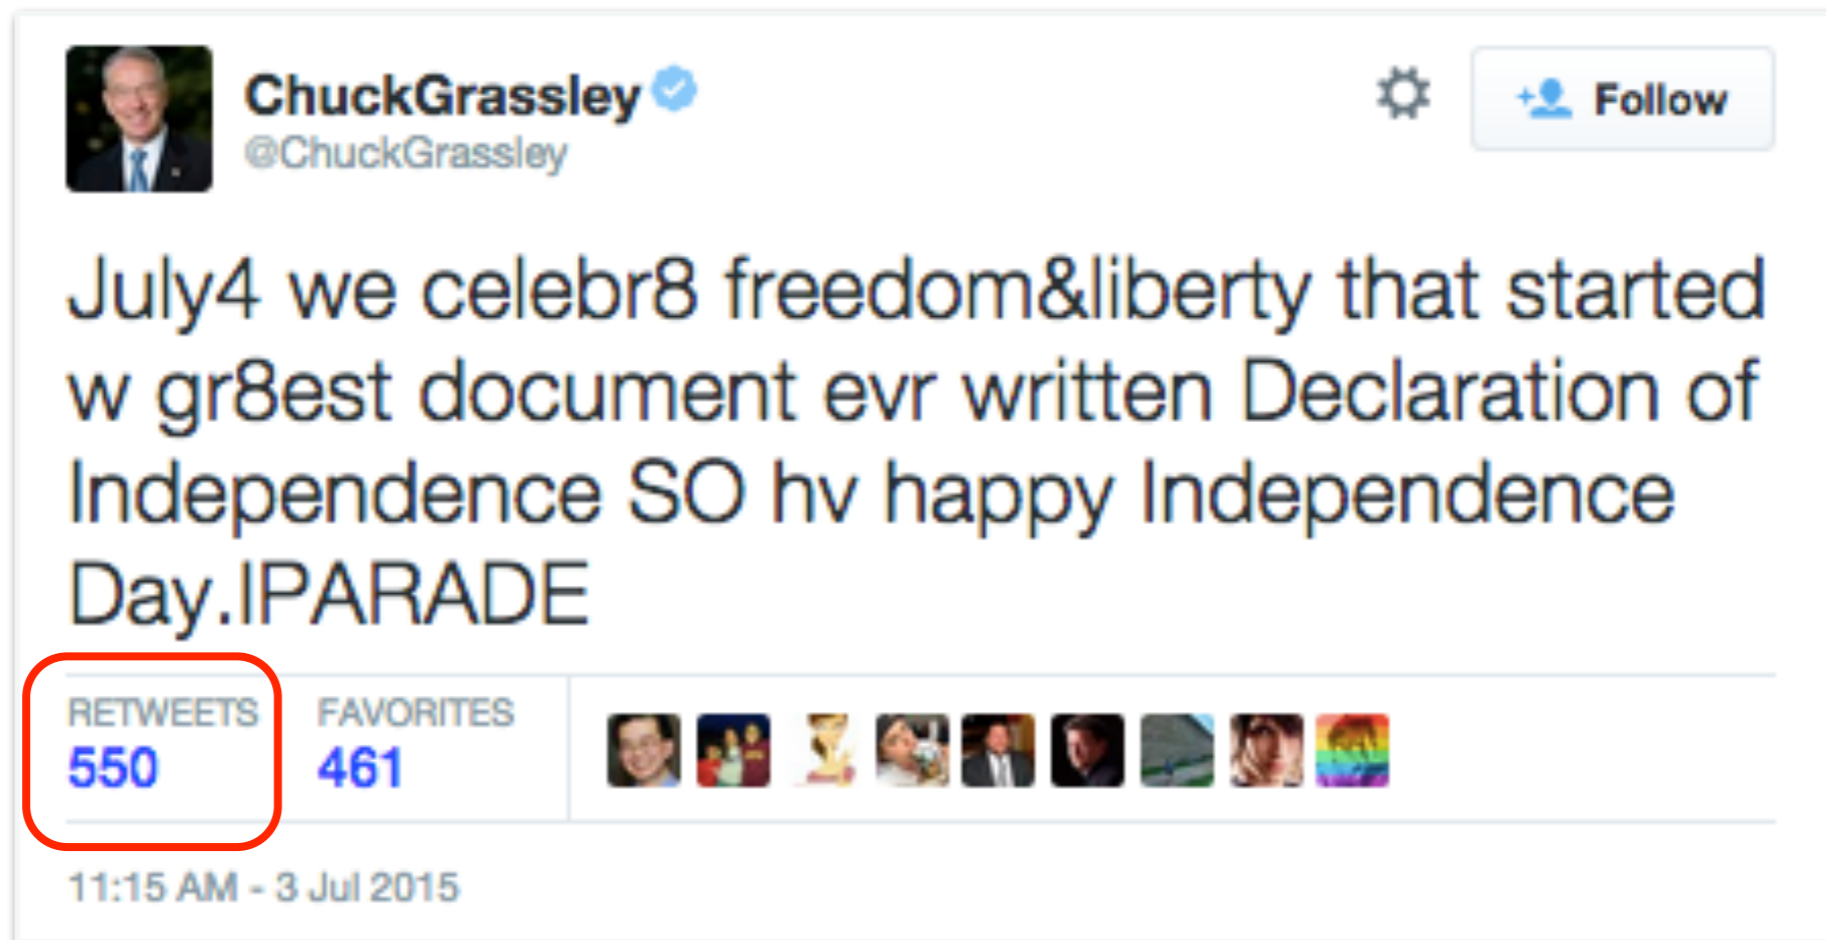 ChuckGrassley
@ChuckGrassley
Follow
July4 we celebr8 freedom&liberty that started
w gr8est document evr written Declaration of
Independence SO hv happy Independence
Day.IPARADE
RETWEETS FAVORITES
550 461
11:15 AM - 3 Jul 2015